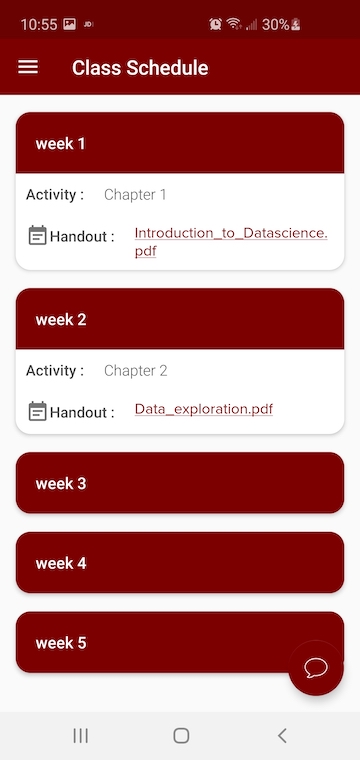 10:55 JD 30%
Class Schedule
week 1
Activity : Chapter 1
Handout : Introduction_to_Datascience.
pdf
week 2
Activity : Chapter 2
Handout : Data_exploration.pdf
week 3
week 4
week 5